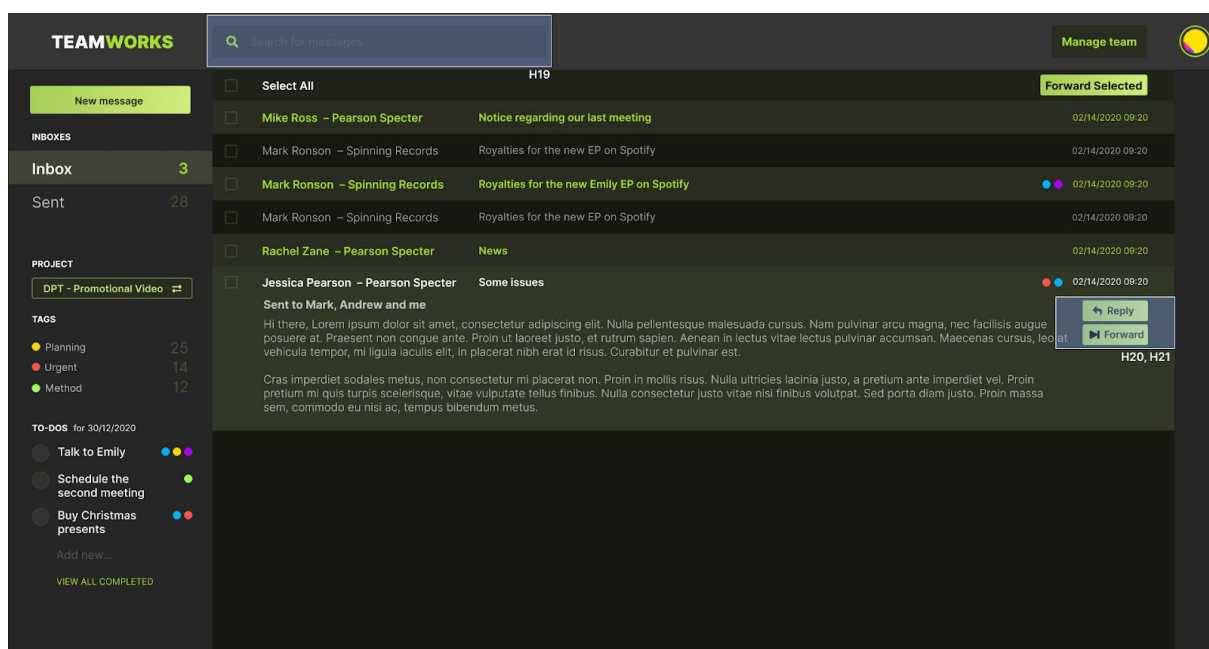 TEAMWORKS
Search for messages
Manage team
H19
New message
INBOXES
Inbox 3
Sent 28
PROJECT
DPT - Promotional Video
TAGS
Planning 25
Urgent 14
Method 12
TO-DOS for 30/12/2020
Talk to Emily
Schedule the
second meeting
Buy Christmas
presents
Add new...
VIEW ALL COMPLETED
Select All Forward Selected
Mike Ross – Pearson Specter Notice regarding our last meeting 02/14/2020 09:20
Mark Ronson – Spinning Records Royalties for the new EP on Spotify 02/14/2020 09:20
Mark Ronson – Spinning Records Royalties for the new Emily EP on Spotify 02/14/2020 09:20
Mark Ronson – Spinning Records Royalties for the new EP on Spotify 02/14/2020 09:20
Rachel Zane – Pearson Specter News 02/14/2020 09:20
Jessica Pearson – Pearson Specter Some issues 02/14/2020 09:20
Sent to Mark, Andrew and me
Hi there, Lorem ipsum dolor sit amet, consectetur adipiscing elit. Nulla pellentesque malesuada cursus. Nam pulvinar arcu magna, nec facilisis augue
posuere at. Praesent non congue ante. Proin ut laoreet justo, et rutrum sapien. Aenean in lectus vitae lectus pulvinar accumsan. Maecenas cursus, leo at
vehicula tempor, mi ligula iaculis elit, in placerat nibh erat id risus. Curabitur et pulvinar est.
Cras imperdiet sodales metus, non consectetur mi placerat non. Proin in mollis risus. Nulla ultricies lacinia justo, a pretium ante imperdiet vel. Proin
pretium mi quis turpis scelerisque, vitae vulputate tellus finibus. Nulla consectetur justo vitae nisi finibus volutpat. Sed porta diam justo. Proin massa
sem, commodo eu nisi ac, tempus bibendum metus.
Reply
Forward
H20, H21